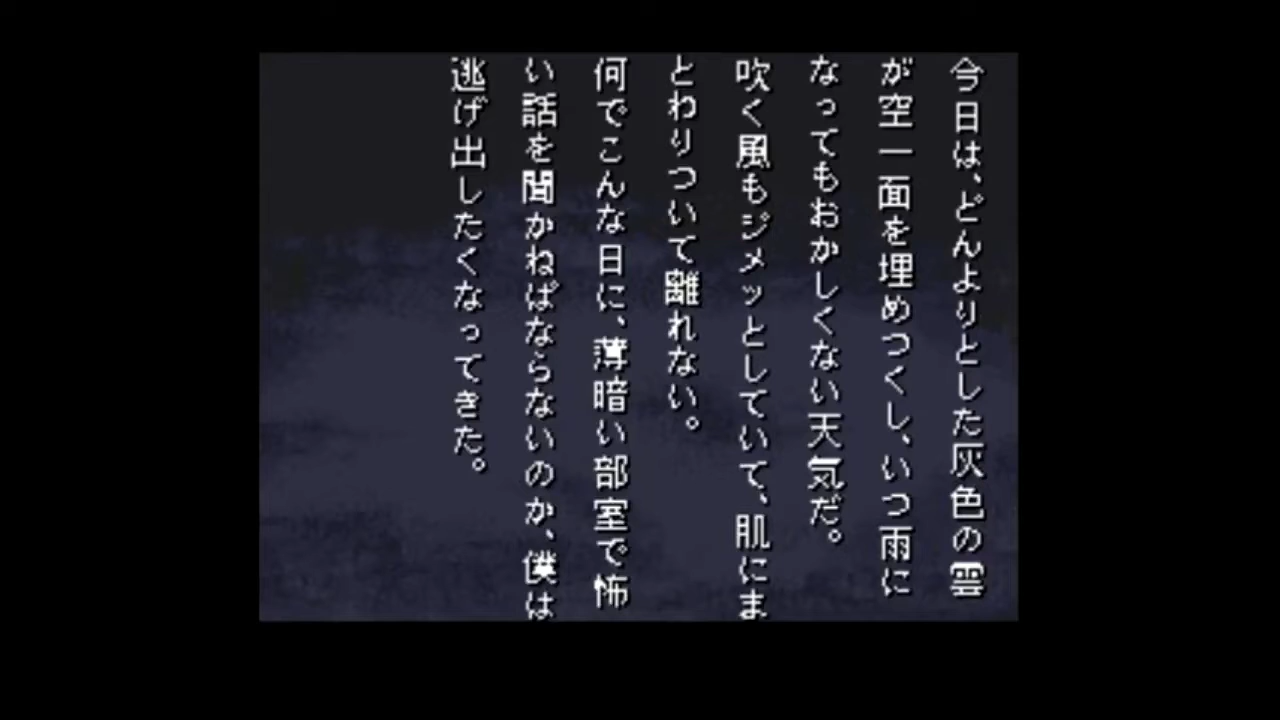 今日は、どんよりとした灰色の雲
が空一面を埋めつくし、いつ雨に
なってもおかしくない天気だ。
吹く風もジメッとしていて、肌にま
とわりついて離れない。
何でこんな日に、薄暗い部室で怖
い話を聞かねばならないのか、僕は
逃げ出したくなってきた。